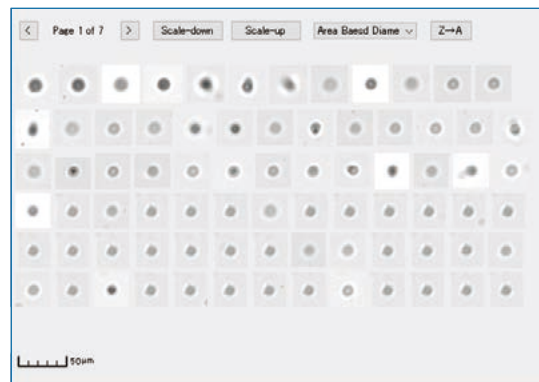 < Page 1 of 7 > Scale-down Scale-up Area Baesd Diame Z→A
50μm